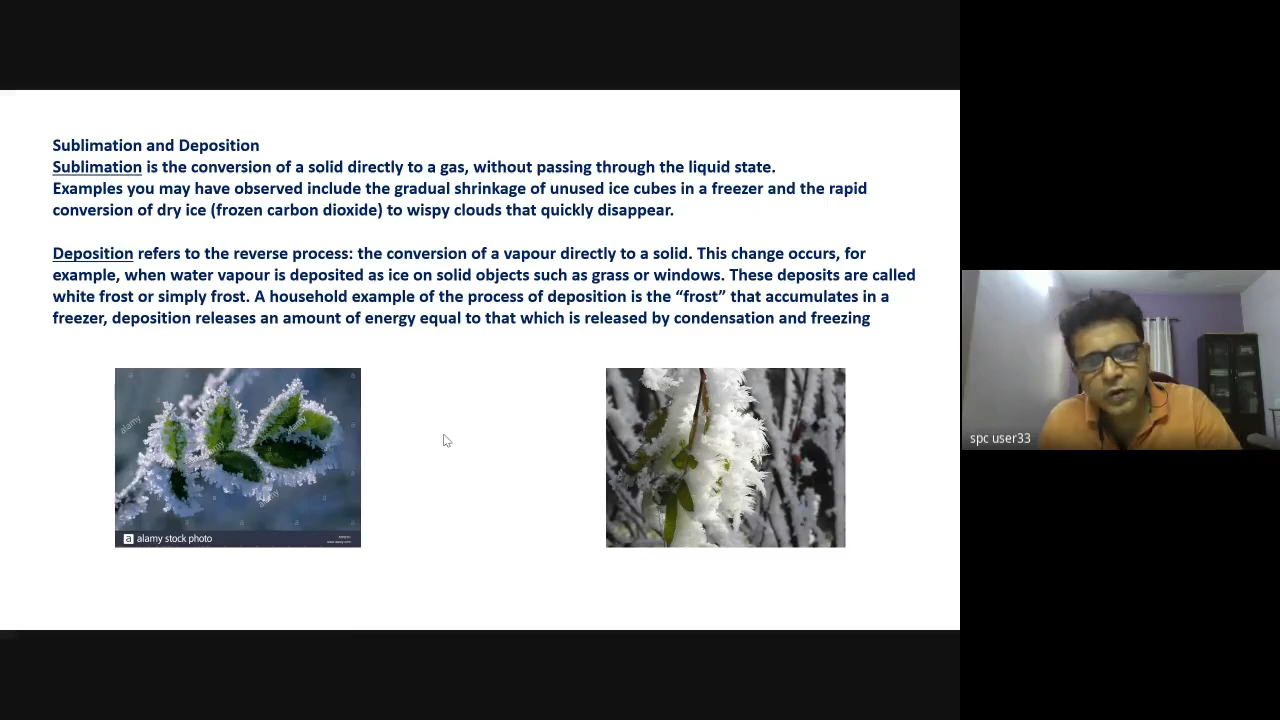 Sublimation and Deposition
Sublimation is the conversion of a solid directly to a gas, without passing through the liquid state.
Examples you may have observed include the gradual shrinkage of unused ice cubes in a freezer and the rapid
conversion of dry ice (frozen carbon dioxide) to wispy clouds that quickly disappear.
Deposition refers to the reverse process: the conversion of a vapour directly to a solid. This change occurs, for
example, when water vapour is deposited as ice on solid objects such as grass or windows. These deposits are called
white frost or simply frost. A household example of the process of deposition is the “frost” that accumulates in a
freezer, deposition releases an amount of energy equal to that which is released by condensation and freezing
alamy
alamy
alamy
alamy
a alamy stock photo
spc user33